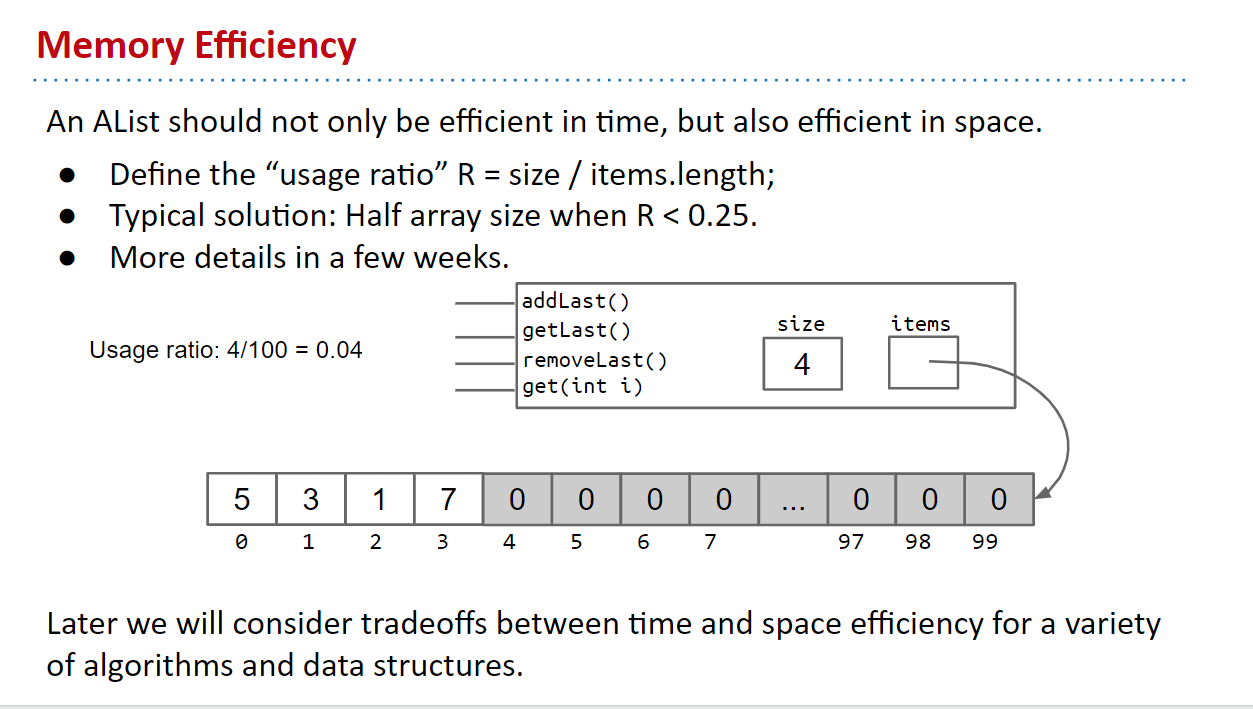 Memory Efficiency
An AList should not only be efficient in time, but also efficient in space.
● Define the “usage ratio” R = size / items.length;
● Typical solution: Half array size when R < 0.25.
● More details in a few weeks.
addLast()
getLast()
removeLast()
get(int i)
size
items
4
Usage ratio: 4/100 = 0.04
5 3 1 7 0 0 0 0 ... 0 0 0
0 1 2 3 4 5 6 7 97 98 99
Later we will consider tradeoffs between time and space efficiency for a variety
of algorithms and data structures.